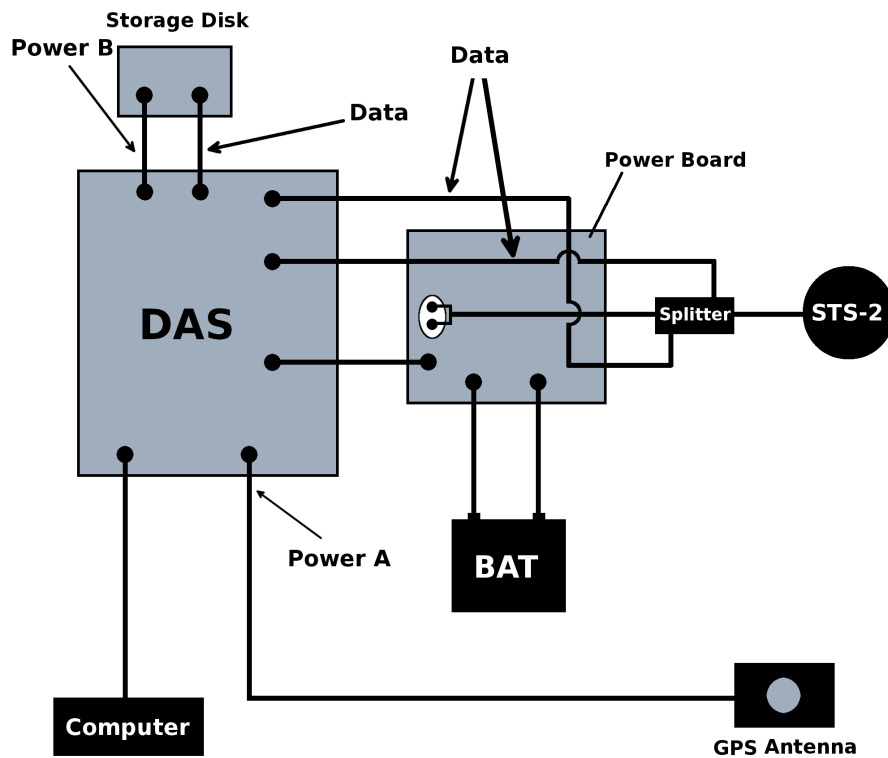 Storage Disk
Power B
Data
Data
Power Board
DAS
Splitter
STS-2
Power A
BAT
Computer
GPS Antenna